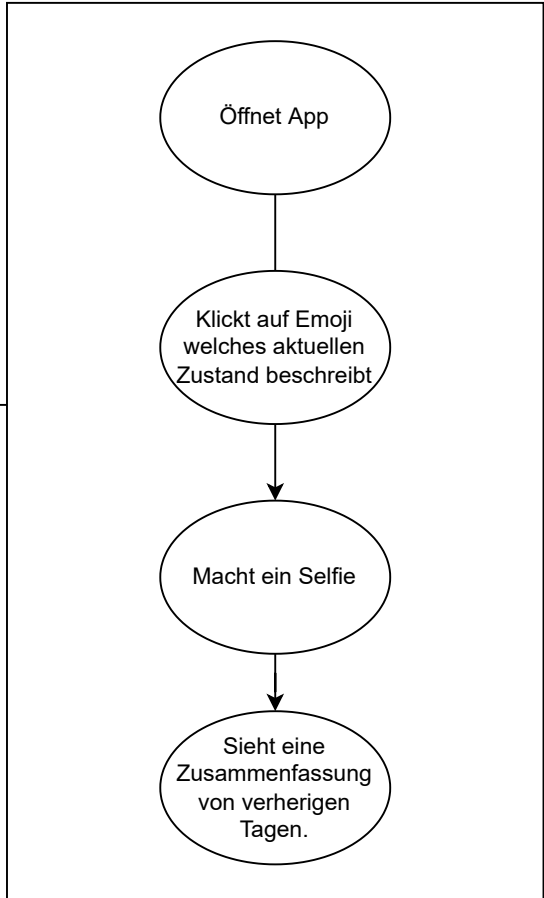 Öffnet App
Klickt auf Emoji
welches aktuellen
Zustand beschreibt
Macht ein Selfie
Sieht eine
Zusammenfassung
von verherigen
Tagen.